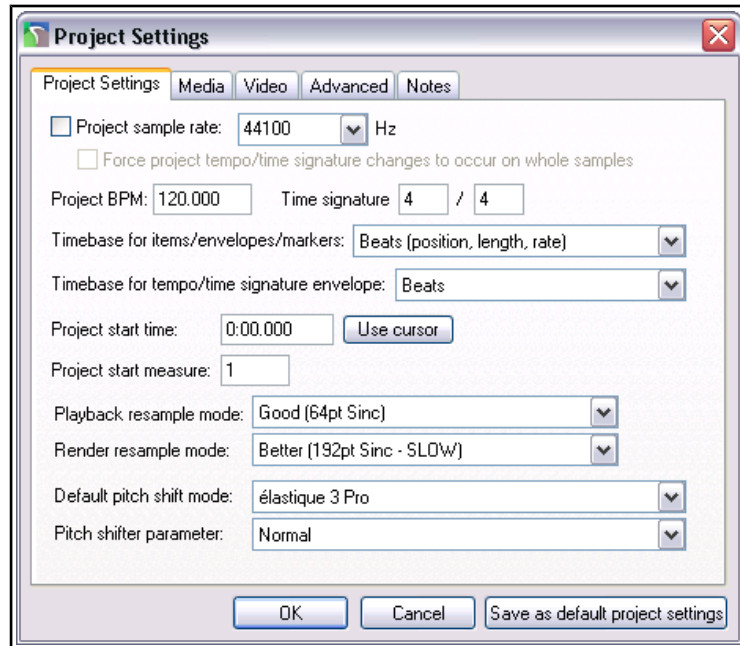 Project Settings
Project Settings Media Video Advanced Notes
Project sample rate: 44100 Hz
Force project tempo/time signature changes to occur on whole samples
Project BPM: 120.000 Time signature 4 / 4
Timebase for items/envelopes/markers: Beats (position, length, rate)
Timebase for tempo/time signature envelope: Beats
Project start time: 0:00.000 Use cursor
Project start measure: 1
Playback resample mode: Good (64pt Sinc)
Render resample mode: Better (192pt Sinc - SLOW)
Default pitch shift mode: élastique 3 Pro
Pitch shifter parameter: Normal
OK Cancel Save as default project settings